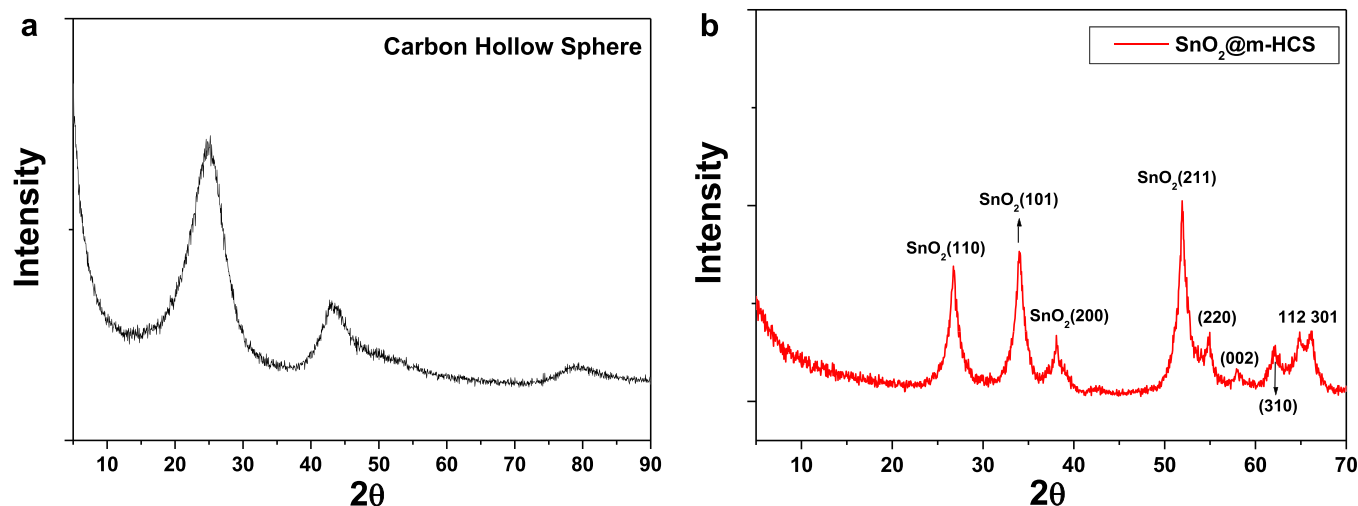 a
Carbon Hollow Sphere
Intensity
10 20 30 40 50 60 70 80 90
2θ
b
SnO₂@m-HCS
Intensity
SnO₂(110)
SnO₂(101)
SnO₂(200)
SnO₂(211)
(220)
(002)
(310)
112 301
10 20 30 40 50 60 70
2θ